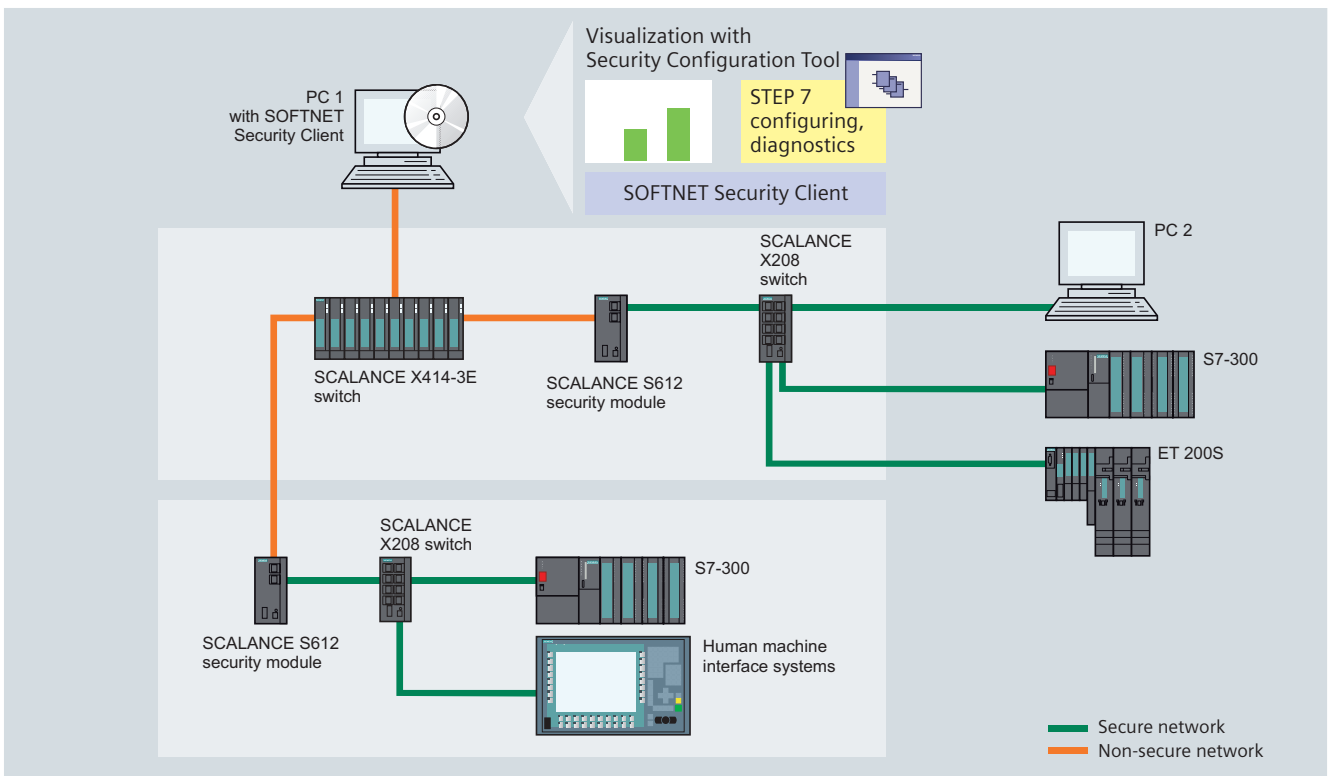 Visualization with
Security Configuration Tool
PC 1
with SOFTNET
Security Client
STEP 7
configuring,
diagnostics
SOFTNET Security Client
SCALANCE
X208
switch
PC 2
SCALANCE X414-3E
switch
SCALANCE S612
security module
S7-300
ET 200S
SCALANCE
X208 switch
S7-300
SCALANCE S612
security module
Human machine
interface systems
Secure network
Non-secure network